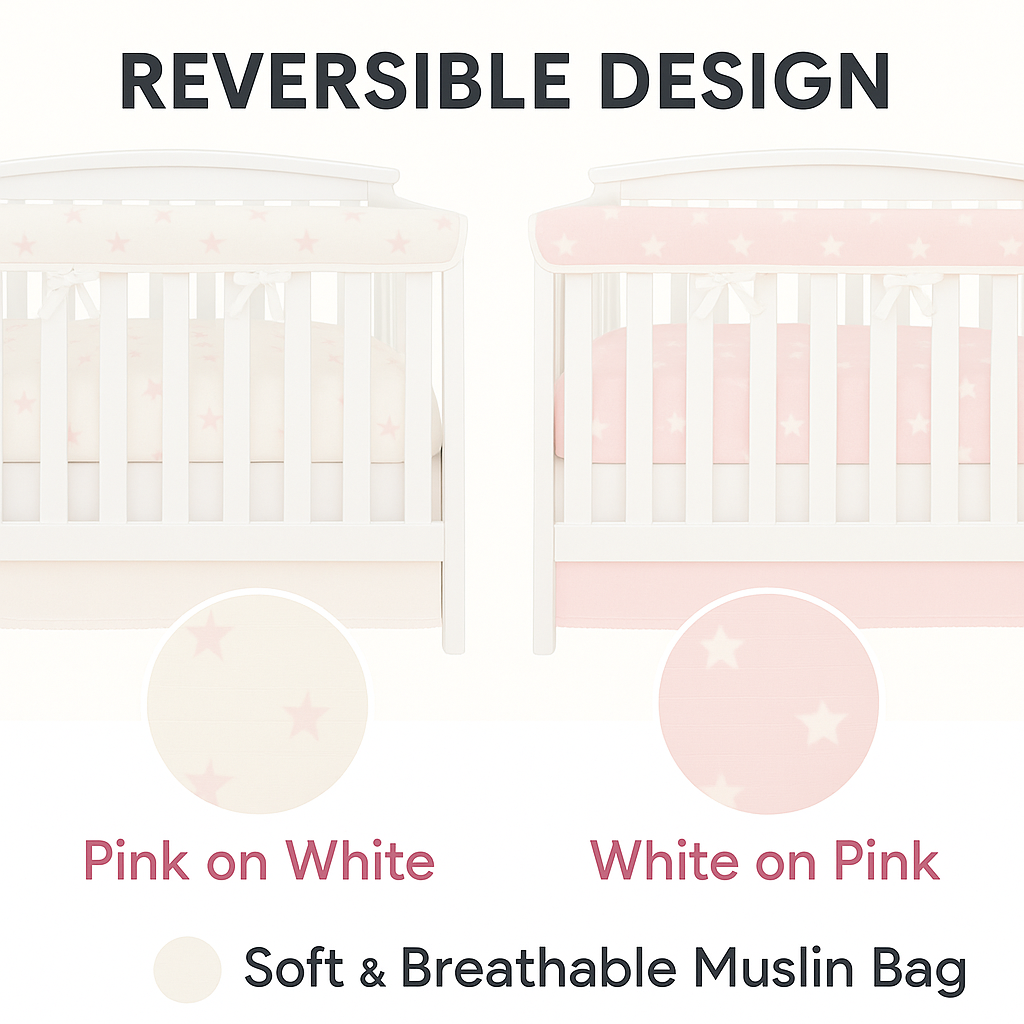 REVERSIBLE DESIGN
Pink on White
White on Pink
Soft & Breathable Muslin Bag